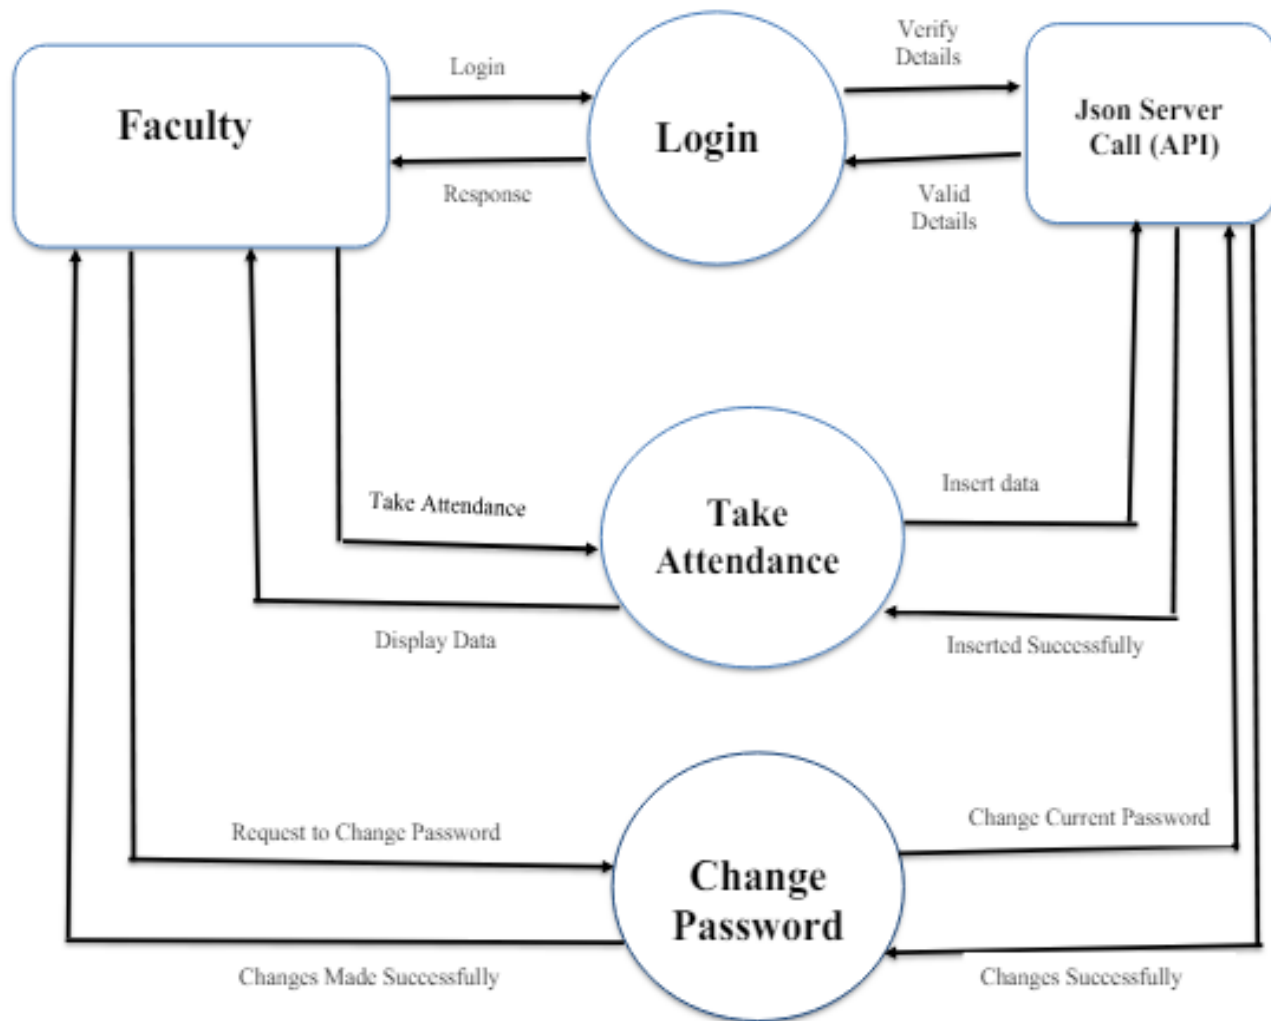 Faculty
Login
Response
Login
Verify
Details
Valid
Details
Json Server
Call (API)
Take Attendance
Display Data
Take
Attendance
Insert data
Inserted Successfully
Request to Change Password
Changes Made Successfully
Change
Password
Change Current Password
Changes Successfully